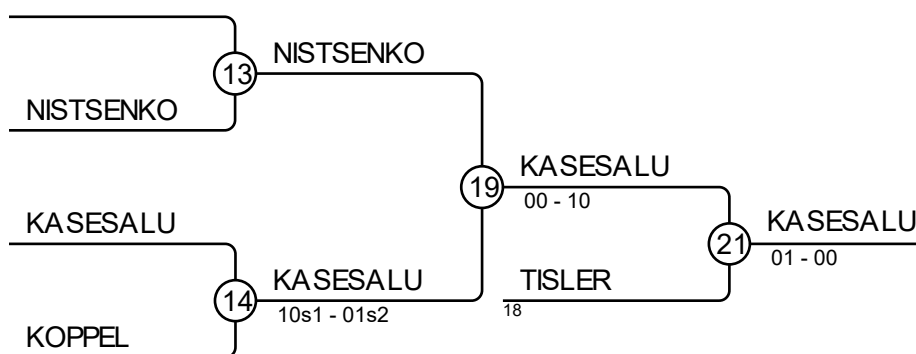 NISTSENKO
13
NISTSENKO
KASESALU
19
00 - 10
KASESALU
KASESALU
21
01 - 00
KASESALU
14
10s1 - 01s2
TISLER
18
KOPPEL